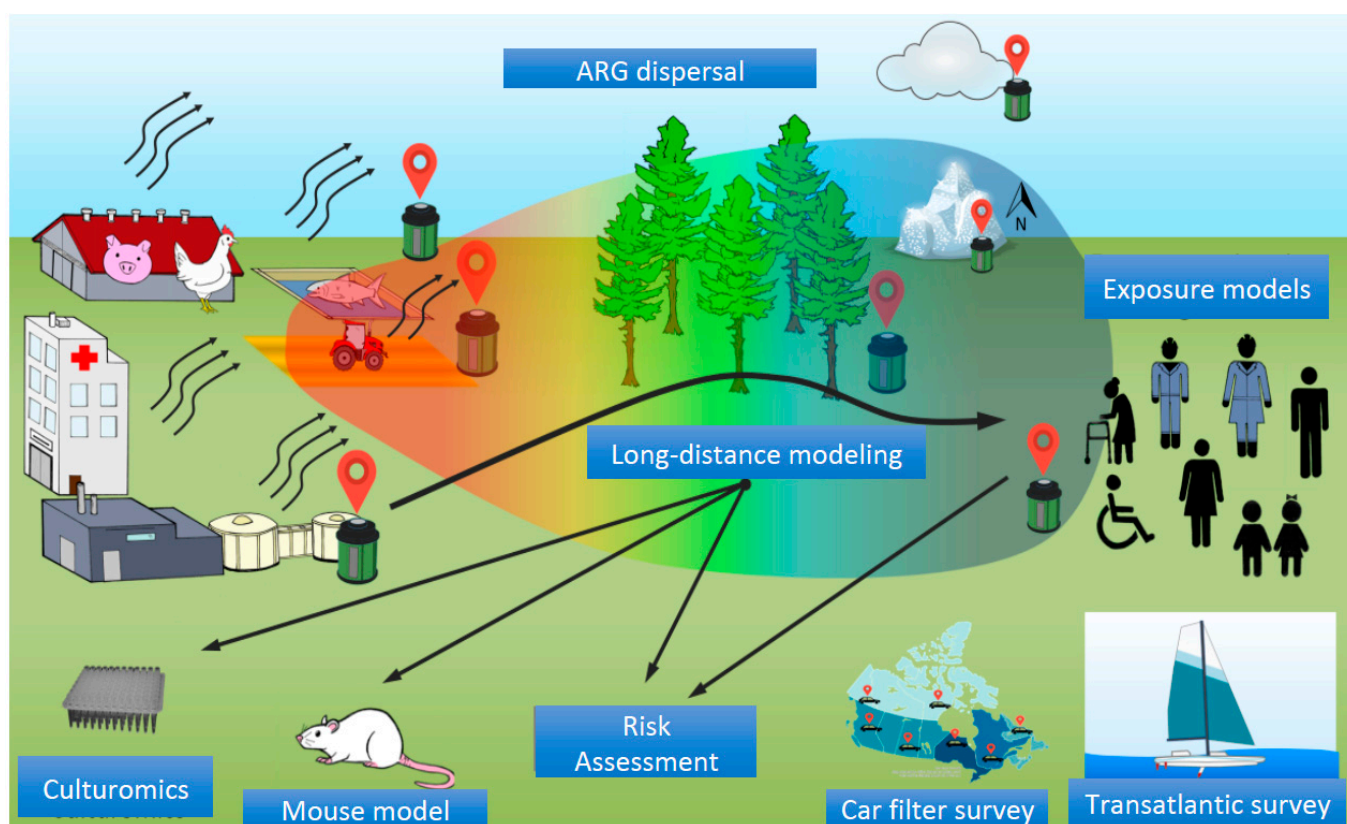 ARG dispersal
N
Exposure models
Long-distance modeling
Risk
Assessment
Culturomics
Mouse model
Car filter survey
Transatlantic survey